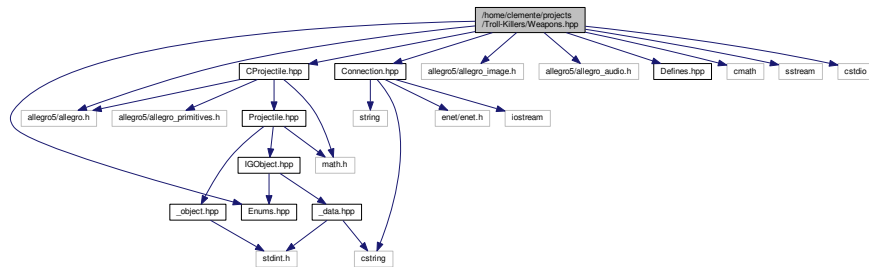 /home/clemente/projects
/Troll-Killers/Weapons.hpp
CProjectile.hpp
Connection.hpp
allegro5/allegro_image.h
allegro5/allegro_audio.h
Defines.hpp
cmath
sstream
cstdio
allegro5/allegro.h
allegro5/allegro_primitives.h
Projectile.hpp
string
enet/enet.h
iostream
IGObject.hpp
math.h
_object.hpp
Enums.hpp
_data.hpp
stdint.h
cstring